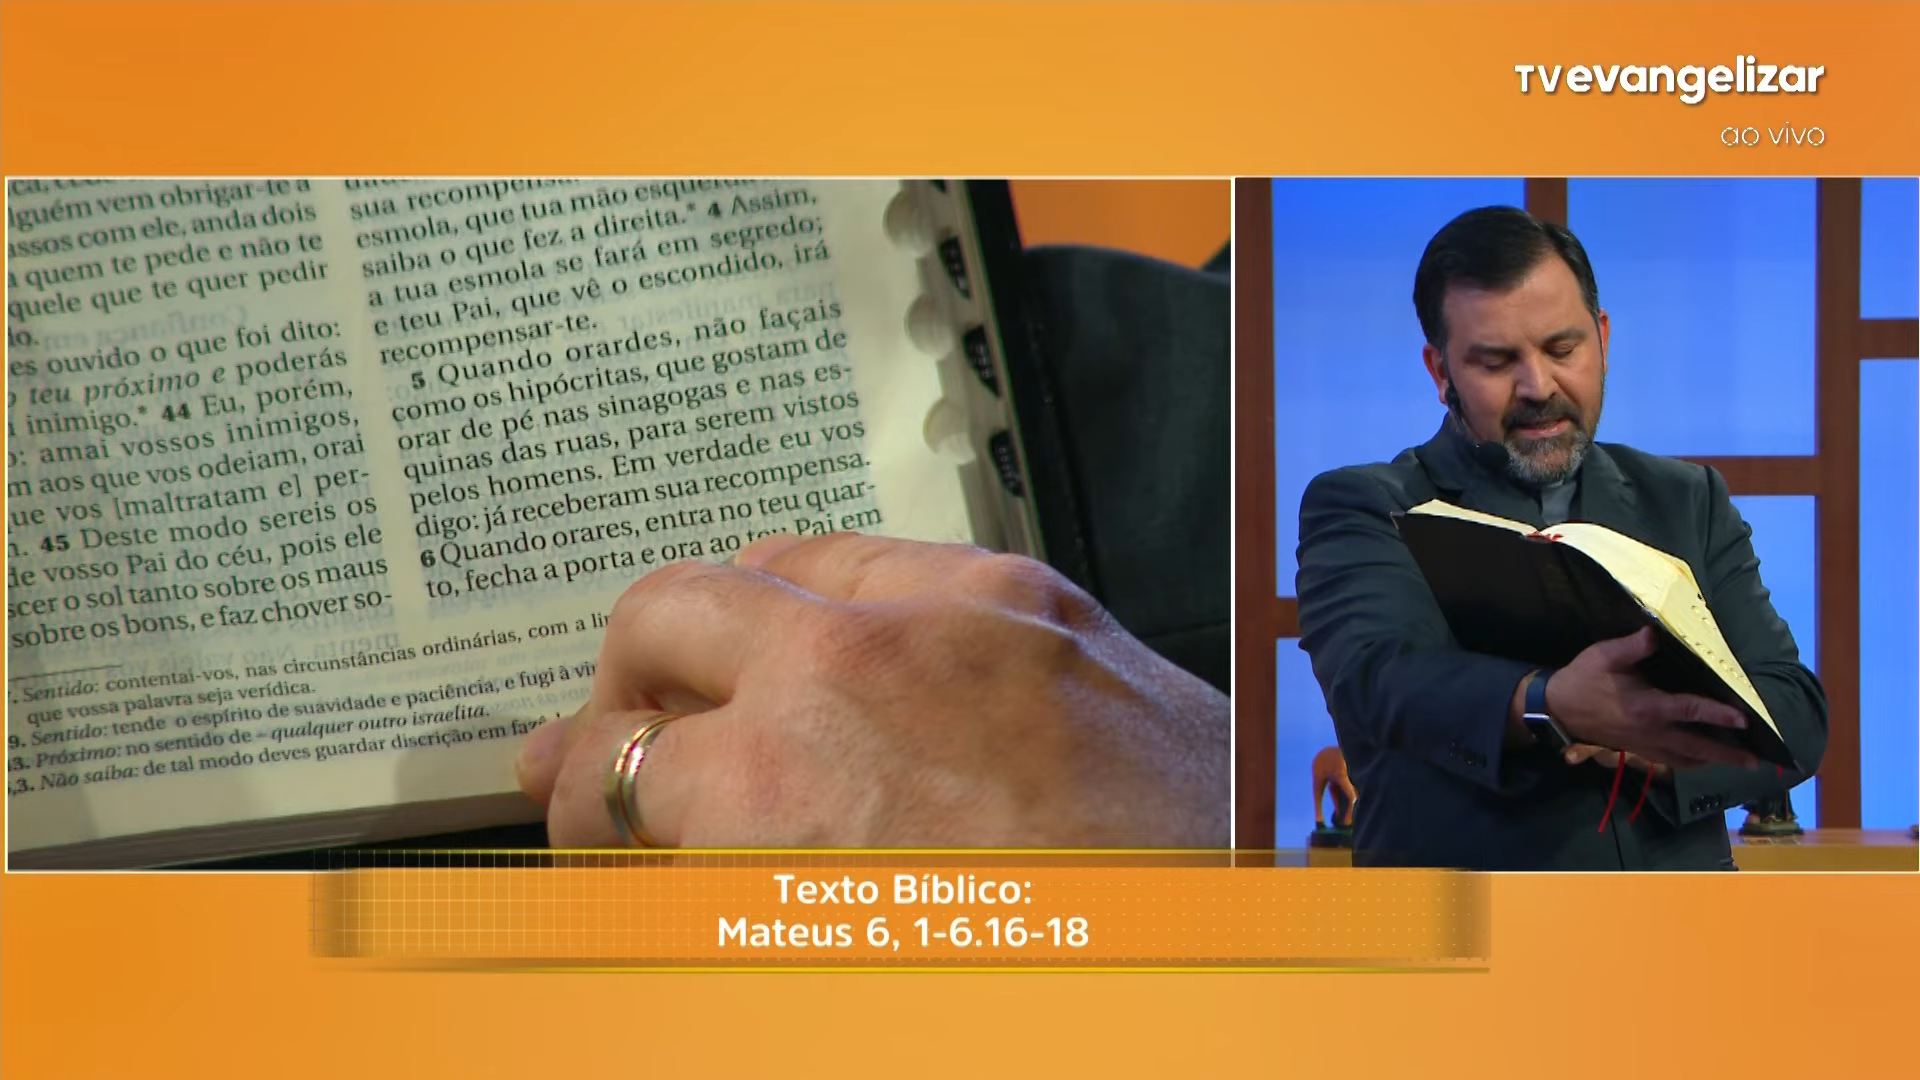 TV evangelizar
ao vivo
lguém vem obrigar-te a
ssos com ele, anda dois
quem te pede e não te
quele que te quer pedir
es ouvido o que foi dito:
teu próximo e poderás
inimigo.* 44 Eu, porém,
: amai vossos inimigos,
m aos que vos odeiam, orai
ue vos [maltratam e] per-
. 45 Deste modo sereis os
de vosso Pai do céu, pois ele
scer o sol tanto sobre os maus
sobre os bons, e faz chover so-
sua recompensa.
esmola, que tua mão esquerda
saiba o que fez a direita.* 4 Assim,
a tua esmola se fará em segredo;
e teu Pai, que vê o escondido, irá
recompensar-te.
5 Quando orardes, não façais
como os hipócritas, que gostam de
orar de pé nas sinagogas e nas es-
quinas das ruas, para serem vistos
pelos homens. Em verdade eu vos
digo: já receberam sua recompensa.
6 Quando orares, entra no teu quar-
to, fecha a porta e ora ao teu Pai em
. Sentido: contentai-vos, nas circunstâncias ordinárias, com a li
que vossa palavra seja verídica.
9. Sentido: tende o espírito de suavidade e paciência, e fugi à vi
3. Próximo: no sentido de – qualquer outro israelita.
,3. Não saiba: de tal modo deves guardar discrição em faz
Texto Bíblico:
Mateus 6, 1-6.16-18